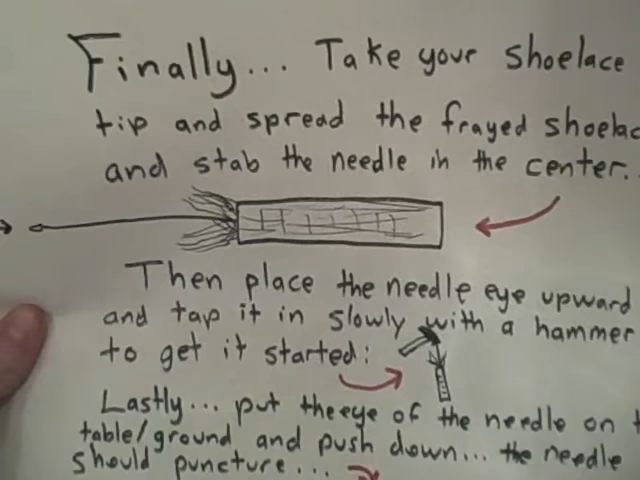 Finally... Take your shoelace
tip and spread the frayed shoelac
and stab the needle in the center..
Then place the needle eye upward
and tap it in slowly with a hammer
to get it started:
Lastly... put the eye of the needle on t
table/ground and push down... the needle
should puncture...